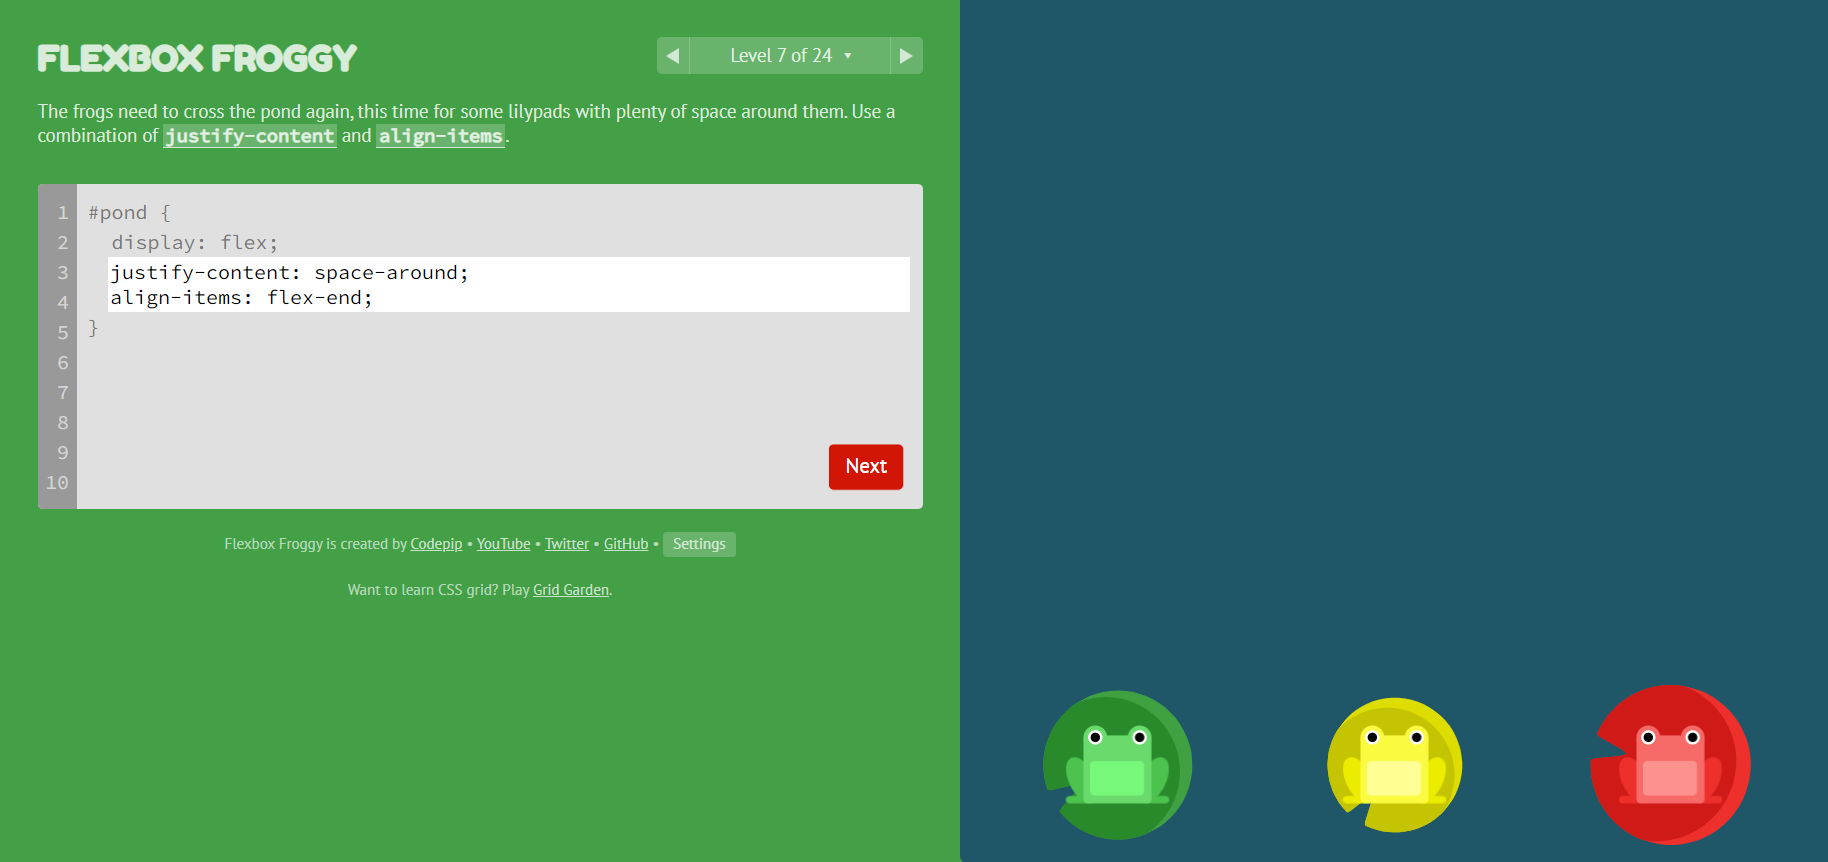 FLEXBOX FROGGY
◀ Level 7 of 24 ▾ ▶
The frogs need to cross the pond again, this time for some lilypads with plenty of space around them. Use a
combination of justify-content and align-items.
1 #pond {
2 display: flex;
3 justify-content: space-around;
4 align-items: flex-end;
5 }
6
7
8
9
10
Next
Flexbox Froggy is created by Codepip • YouTube • Twitter • GitHub • Settings
Want to learn CSS grid? Play Grid Garden.